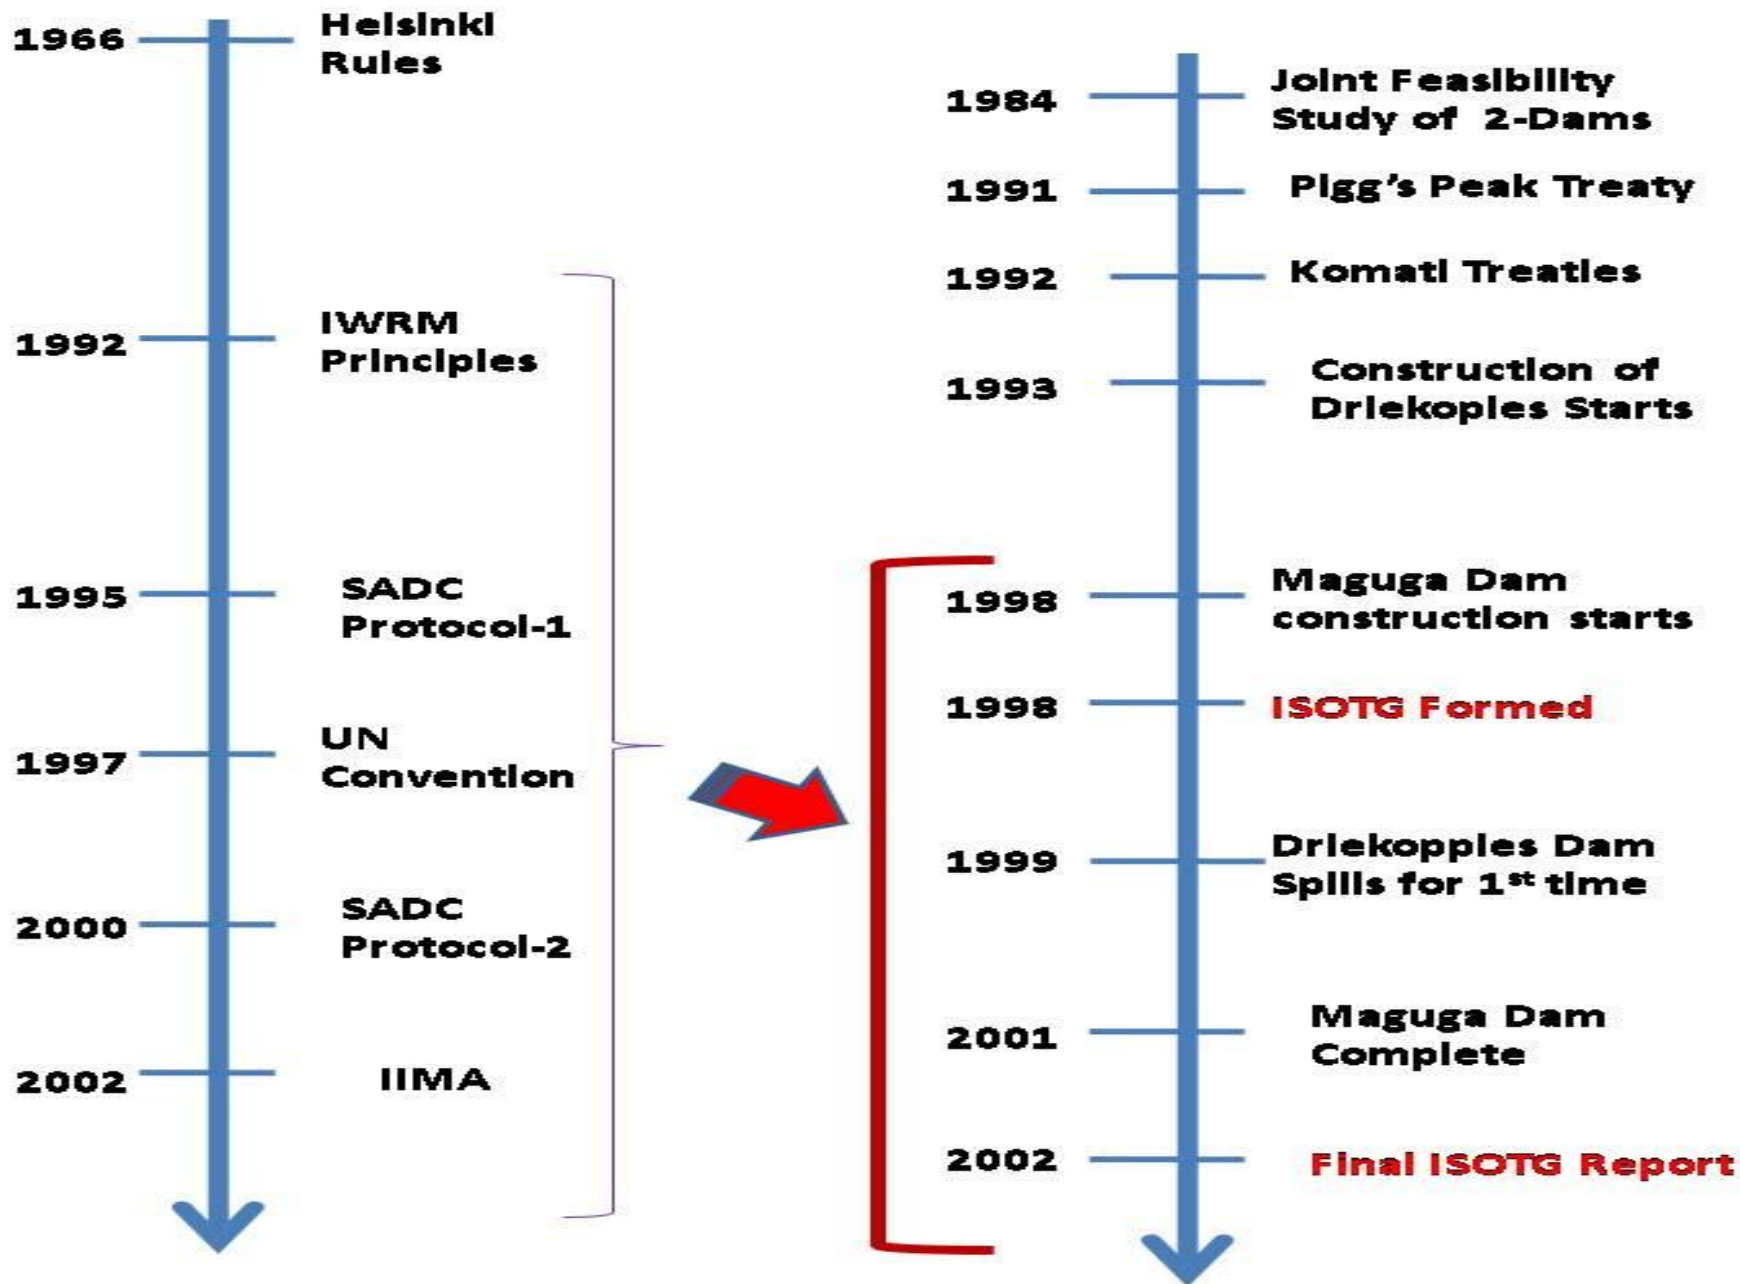 1966
Helsinki
Rules
1992
IWRM
Principles
1995
SADC
Protocol-1
1997
UN
Convention
2000
SADC
Protocol-2
2002
IIMA
1984
Joint Feasibility
Study of 2-Dams
1991
Pigg's Peak Treaty
1992
Komati Treaties
1993
Construction of
Driekopies Starts
1998
Maguga Dam
construction starts
1998
ISOTG Formed
1999
Driekoppies Dam
Spills for 1st time
2001
Maguga Dam
Complete
2002
Final ISOTG Report